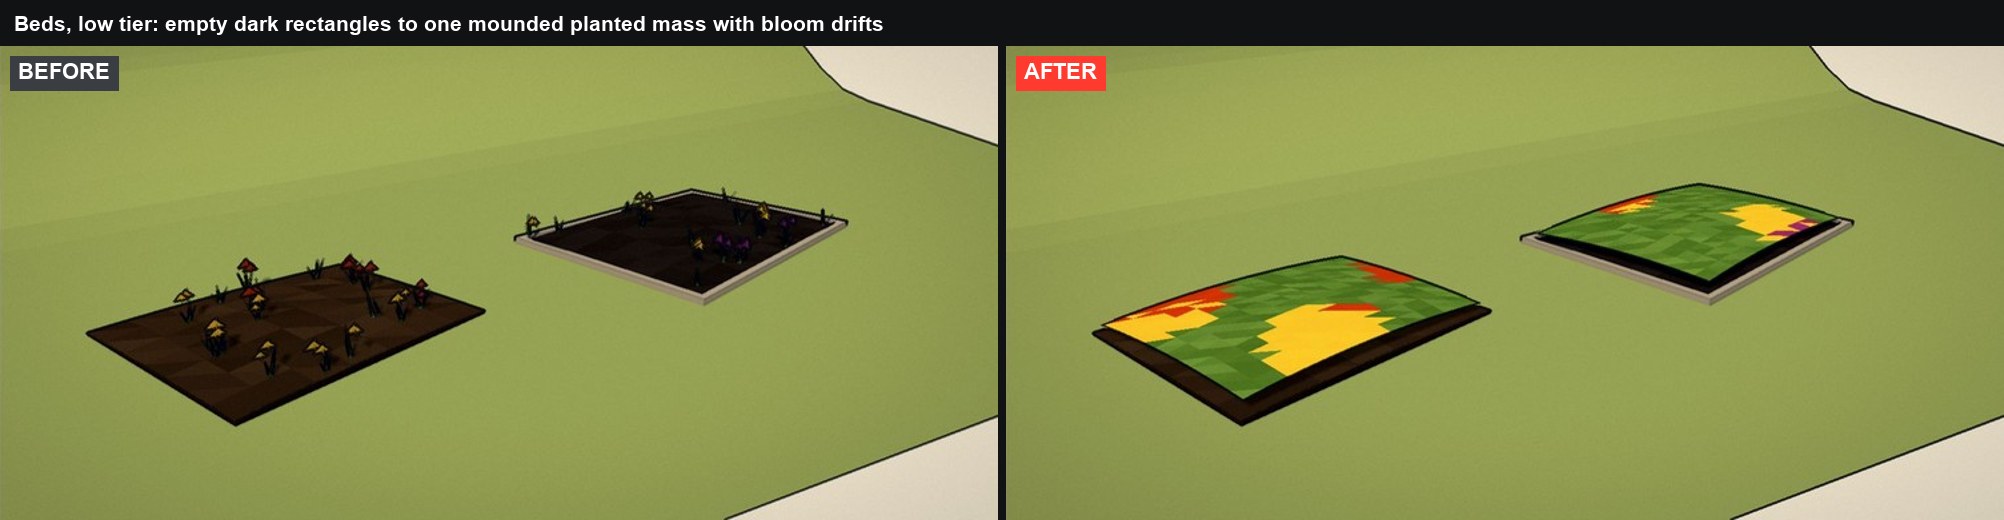 Beds, low tier: empty dark rectangles to one mounded planted mass with bloom drifts
BEFORE
AFTER